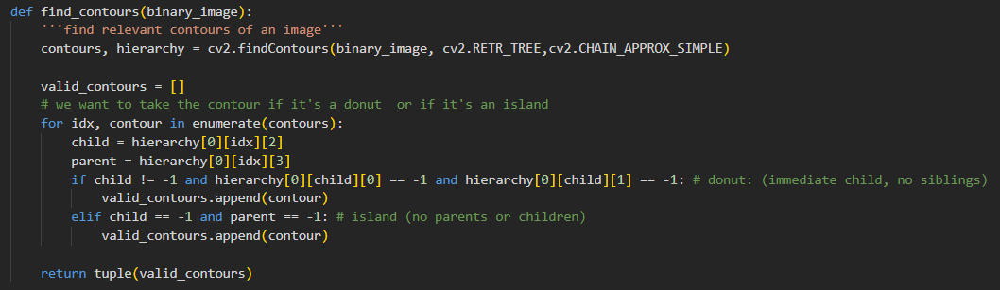 def find_contours(binary_image):
    '''find relevant contours of an image'''
    contours, hierarchy = cv2.findContours(binary_image, cv2.RETR_TREE,cv2.CHAIN_APPROX_SIMPLE)

    valid_contours = []
    # we want to take the contour if it's a donut  or if it's an island
    for idx, contour in enumerate(contours):
        child = hierarchy[0][idx][2]
        parent = hierarchy[0][idx][3]
        if child != -1 and hierarchy[0][child][0] == -1 and hierarchy[0][child][1] == -1: # donut: (immediate child, no siblings)
            valid_contours.append(contour)
        elif child == -1 and parent == -1: # island (no parents or children)
            valid_contours.append(contour)

    return tuple(valid_contours)